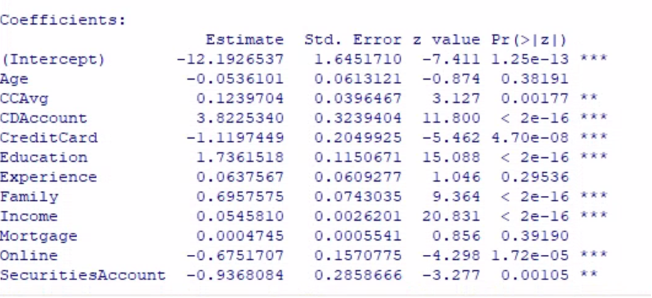 Coefficients:
Estimate Std. Error z value Pr(>|z|)
(Intercept) -12.1926537 1.6451710 -7.411 1.25e-13 ***
Age -0.0536101 0.0613121 -0.874 0.38191
CCAvg 0.1239704 0.0396467 3.127 0.00177 **
CDAccount 3.8225340 0.3239404 11.800 < 2e-16 ***
CreditCard -1.1197449 0.2049925 -5.462 4.70e-08 ***
Education 1.7361518 0.1150671 15.088 < 2e-16 ***
Experience 0.0637567 0.0609277 1.046 0.29536
Family 0.6957575 0.0743035 9.364 < 2e-16 ***
Income 0.0545810 0.0026201 20.831 < 2e-16 ***
Mortgage 0.0004745 0.0005541 0.856 0.39190
Online -0.6751707 0.1570775 -4.298 1.72e-05 ***
SecuritiesAccount -0.9368084 0.2858666 -3.277 0.00105 **